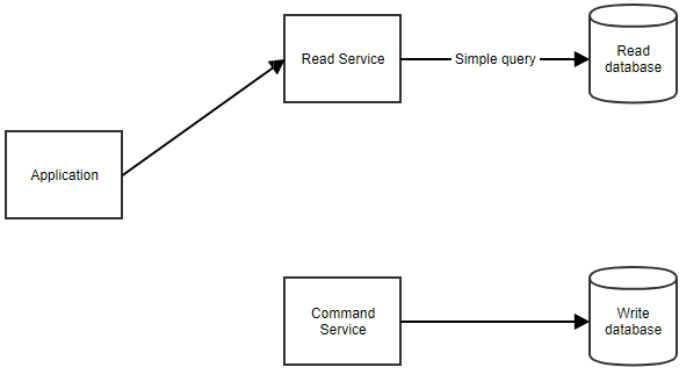 Read Service
Simple query
Read
database
Application
Command
Service
Write
database